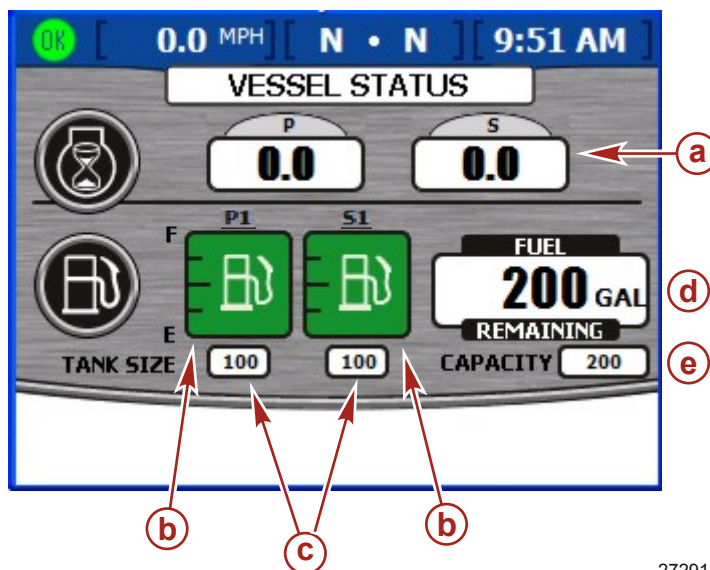 OK [ 0.0 MPH ] [ N • N ] [ 9:51 AM ]
VESSEL STATUS
P S
0.0 0.0 a
P1 S1
F FUEL
200 GAL d
E REMAINING
TANK SIZE 100 100 CAPACITY 200 e
b c b